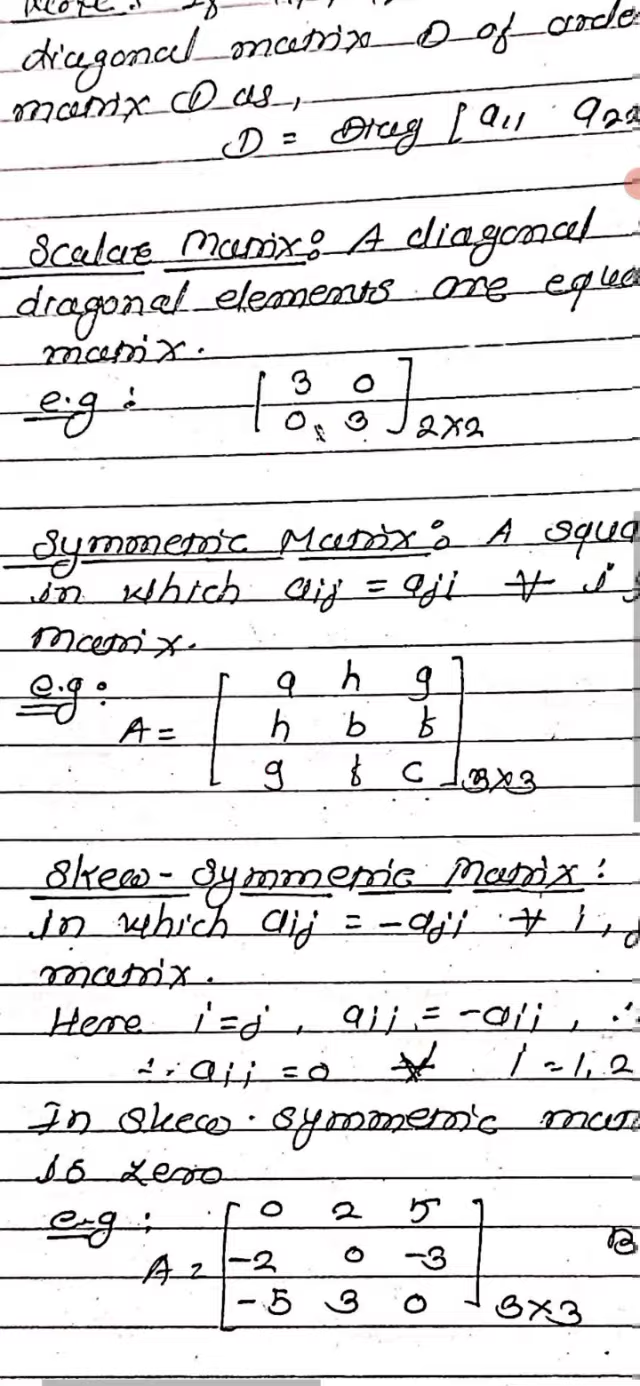 diagonal matrix D of orde
matrix D as,
D = Diag [ a11 a22
Scalar Matrix: A diagonal
diagonal elements are equa
matrix.
e.g : [ 3 0
0 3 ] 2×2
Symmetric Matrix: A squa
in which aij = aji ∀ i,
matrix.
e.g:
A = [ a h g
h b f
g f c ] 3×3
Skew-Symmetric Matrix :
in which aij = -aji ∀ i, j
matrix.
Here i=j, aii = -aii, ∴
∴ aii = 0 ∀ i = 1, 2
In Skew-symmetric matr
is zero
e.g : [ 0 2 5
A = -2 0 -3 B
-5 3 0 ] 3×3